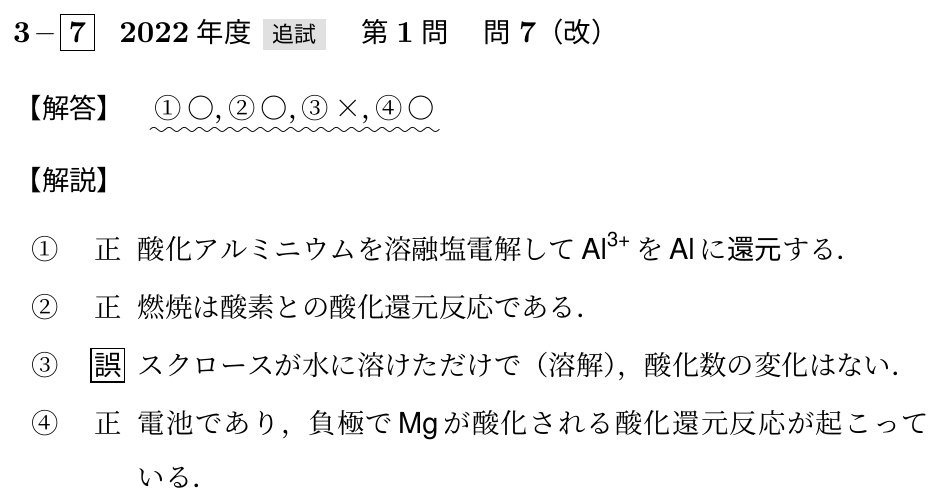 3–7 2022 年度 追試 第 1 問 問 7（改）
【解答】 ①○, ②○, ③×, ④○
【解説】
① 正 酸化アルミニウムを溶融塩電解して Al³⁺ を Al に還元する．
② 正 燃焼は酸素との酸化還元反応である．
③ 誤 スクロースが水に溶けただけで（溶解），酸化数の変化はない．
④ 正 電池であり，負極で Mg が酸化される酸化還元反応が起こって
いる．